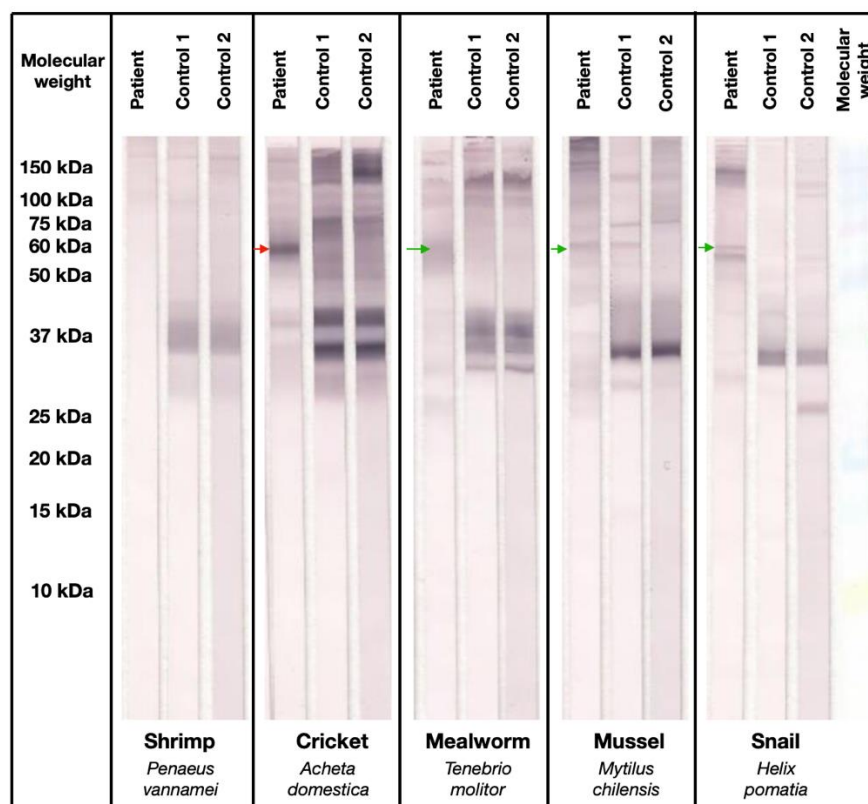 Molecular weight
Patient
Control 1
Control 2
Patient
Control 1
Control 2
Patient
Control 1
Control 2
Patient
Control 1
Control 2
Patient
Control 1
Control 2
Molecular weight
150 kDa
100 kDa
75 kDa
60 kDa
50 kDa
37 kDa
25 kDa
20 kDa
15 kDa
10 kDa
Shrimp
Penaeus
vannamei
Cricket
Acheta
domestica
Mealworm
Tenebrio
molitor
Mussel
Mytilus
chilensis
Snail
Helix
pomatia